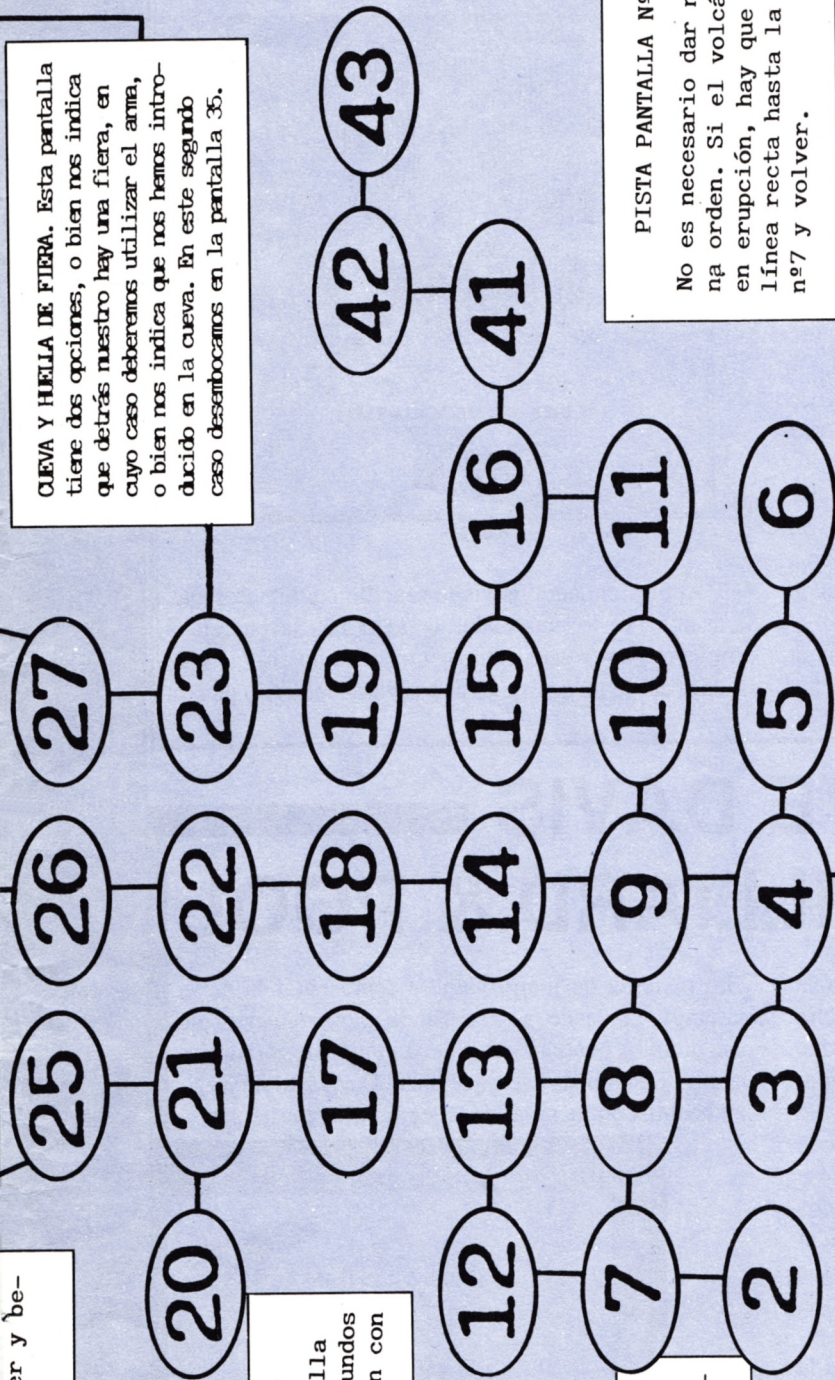 er y be-
CUEVA Y HUELLA DE FIERA. Esta pantalla
tiene dos opciones, o bien nos indica
que detrás nuestro hay una fiera, en
cuyo caso deberemos utilizar el arma,
o bien nos indica que nos hemos intro-
ducido en la cueva. En este segundo
caso desembocamos en la pantalla 35.
25 26 27
20 21 22 23
17 18 19 42 43
lla
undos
n con
12 13 14 15 16 41
7 8 9 10 11
2 3 4 5 6
PISTA PANTALLA Nº
No es necesario dar
na orden. Si el volcá
en erupción, hay que
línea recta hasta la
nº7 y volver.